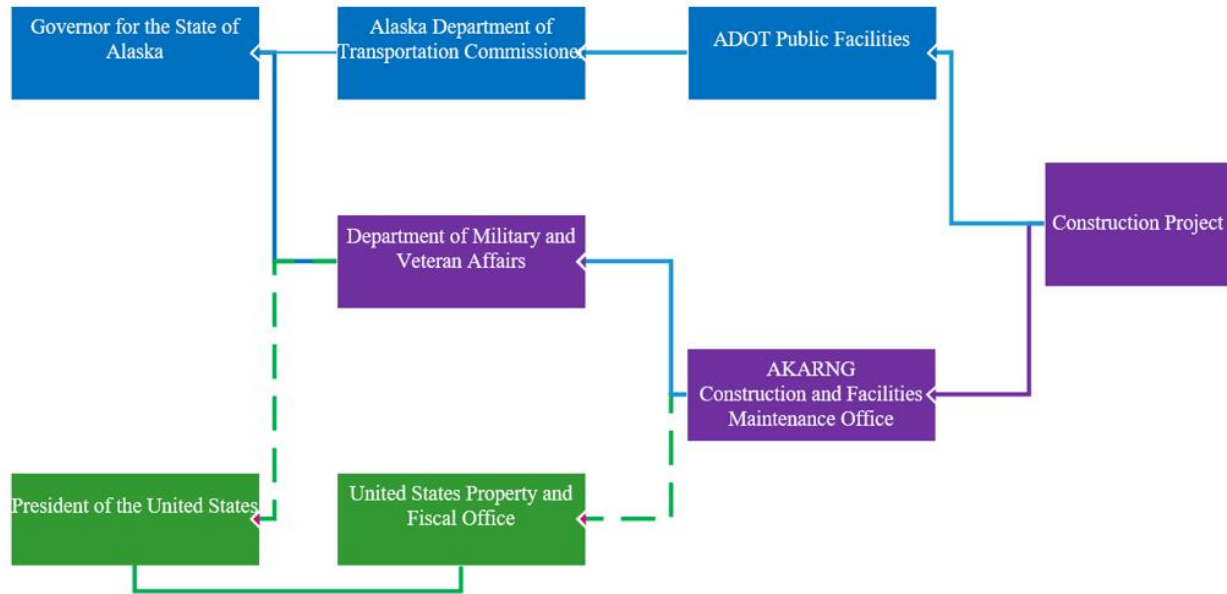 Governor for the State of
Alaska
Alaska Department of
Transportation Commissione
ADOT Public Facilities
Construction Project
Department of Military and
Veteran Affairs
AKARNG
Construction and Facilities
Maintenance Office
President of the United States
United States Property and
Fiscal Office